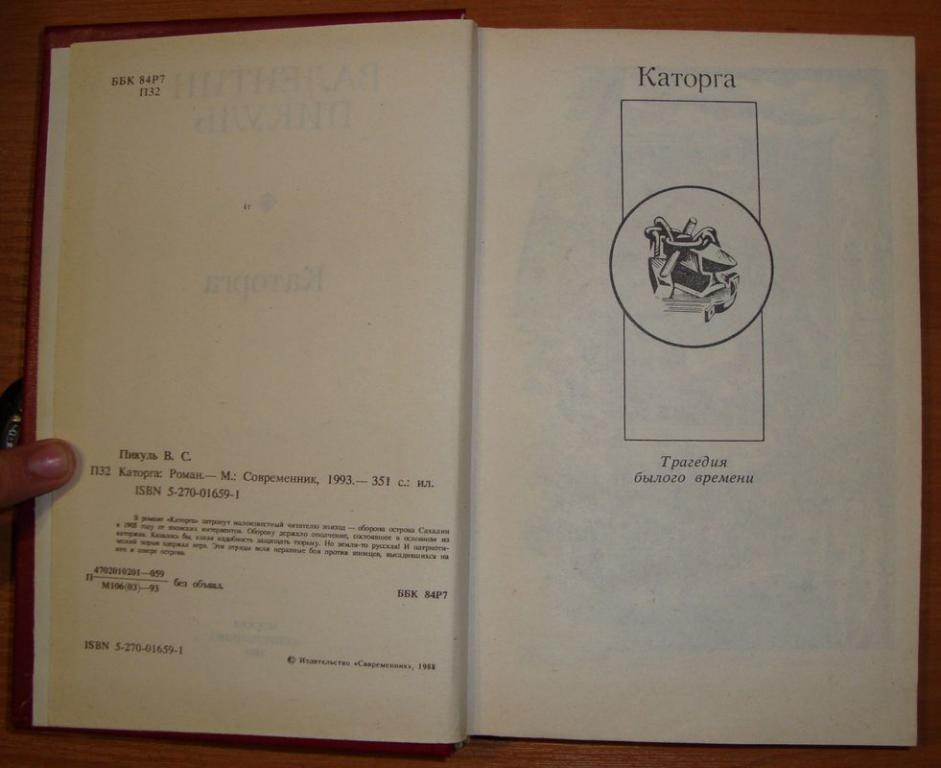 ББК 84Р7
П32
Пикуль В. С.
П32 Каторга: Роман.— М.: Современник, 1993.— 351 с.: ил.
ISBN 5-270-01659-1
В романе «Каторга» затронут малоизвестный читателю эпизод — оборона острова Сахалин
в 1905 году от японских интервентов. Оборону держало ополчение, состоявшее в основном из
каторжан. Казалось бы, какая надобность защищать тюрьму. Но земля-то русская! И патриоти-
ческий порыв одержал верх. Эти отряды вели неравные бои против японцев, высадившихся на
юге и севере острова.
П 4702010201—059
М106(03)—93 без объявл.
ББК 84Р7
ISBN 5-270-01659-1
© Издательство «Современник», 1988
Каторга
Трагедия
былого времени